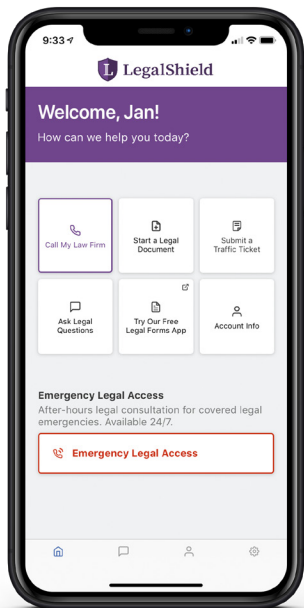 9:33
LegalShield
Welcome, Jan!
How can we help you today?
Call My Law Firm
Start a Legal
Document
Submit a
Traffic Ticket
Ask Legal
Questions
Try Our Free
Legal Forms App
Account Info
Emergency Legal Access
After-hours legal consultation for covered legal
emergencies. Available 24/7.
Emergency Legal Access